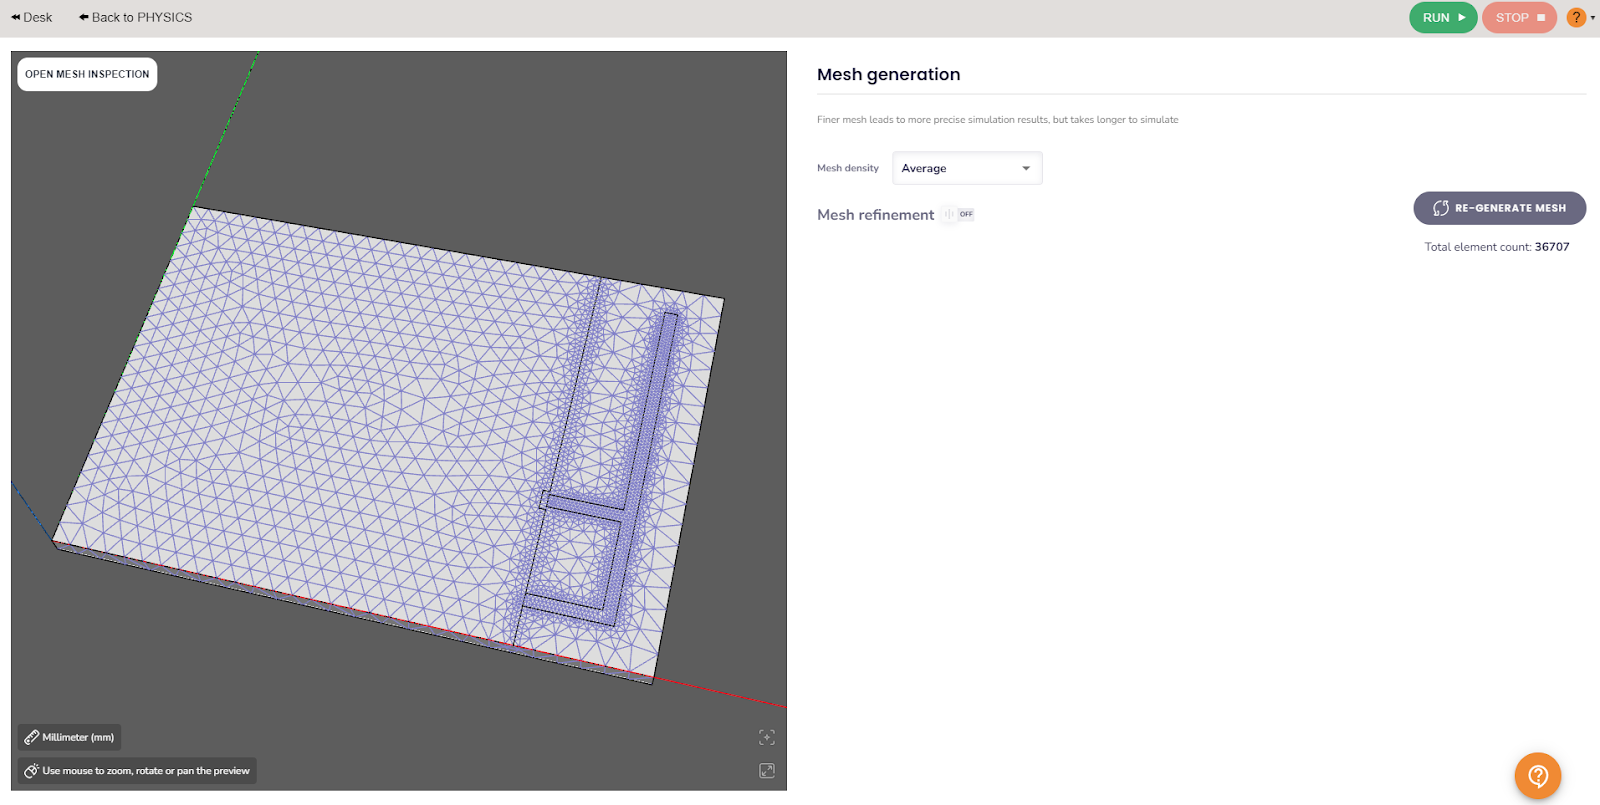 Desk
Back to PHYSICS
RUN
STOP
?
OPEN MESH INSPECTION
Mesh generation
Finer mesh leads to more precise simulation results, but takes longer to simulate
Mesh density
Average
Mesh refinement
OFF
RE-GENERATE MESH
Total element count: 36707
Millimeter (mm)
Use mouse to zoom, rotate or pan the preview
?